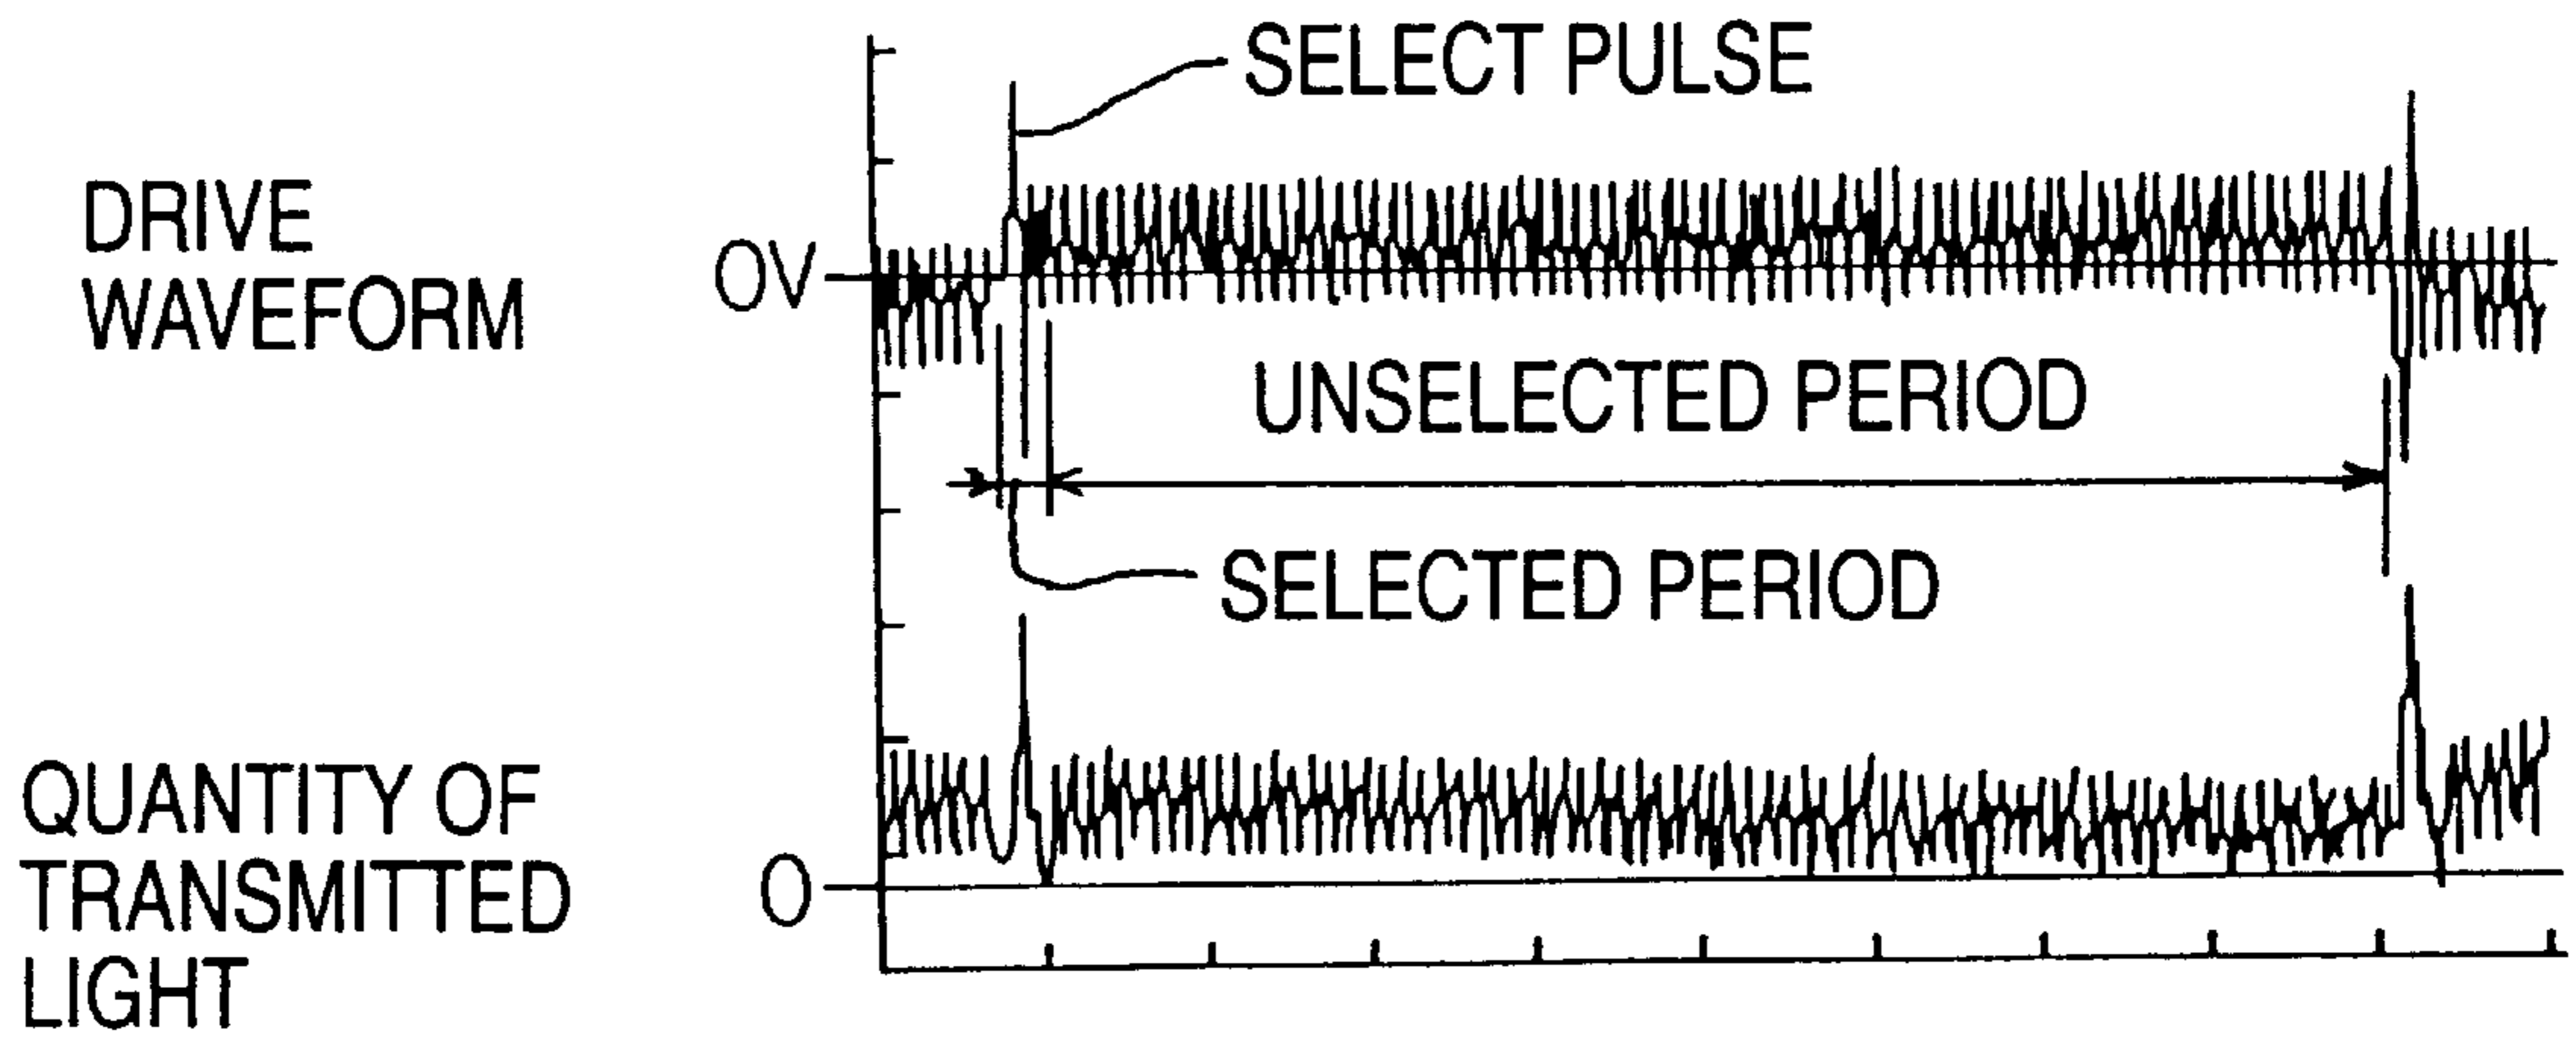 SELECT PULSE
DRIVE
WAVEFORM
0V
UNSELECTED PERIOD
SELECTED PERIOD
QUANTITY OF
TRANSMITTED
LIGHT
0